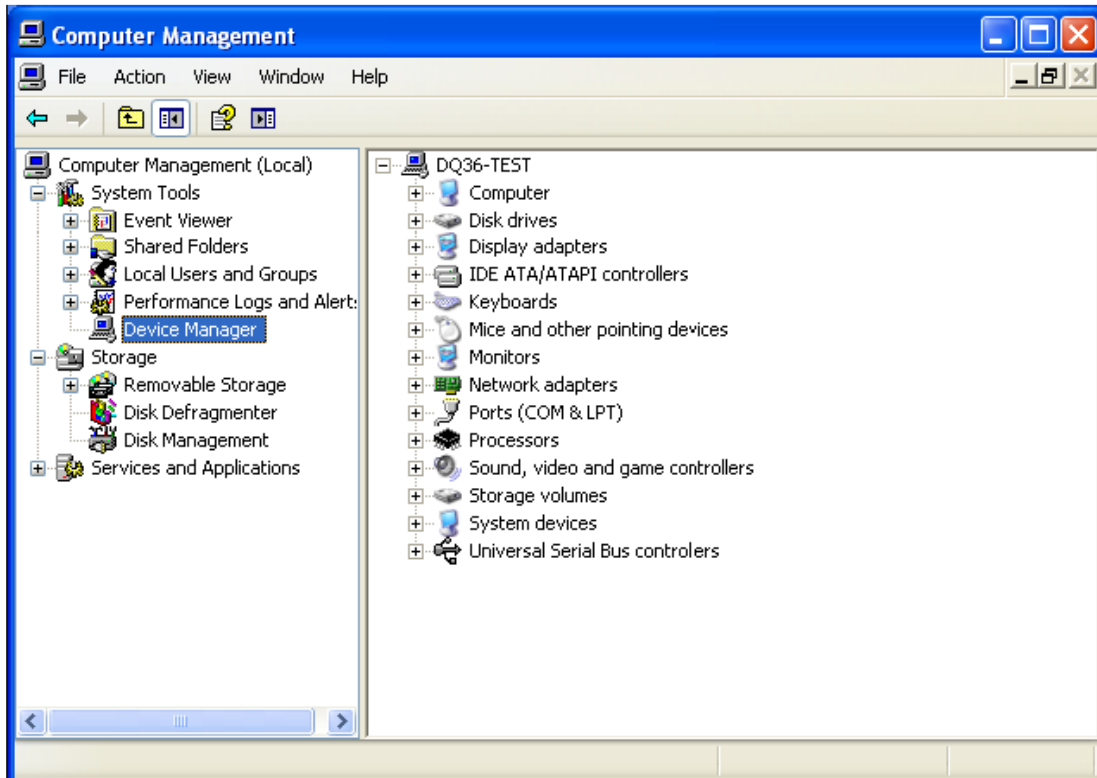 Computer Management
File Action View Window Help
Computer Management (Local)
System Tools
Event Viewer
Shared Folders
Local Users and Groups
Performance Logs and Alert:
Device Manager
Storage
Removable Storage
Disk Defragmenter
Disk Management
Services and Applications
DQ36-TEST
Computer
Disk drives
Display adapters
IDE ATA/ATAPI controllers
Keyboards
Mice and other pointing devices
Monitors
Network adapters
Ports (COM & LPT)
Processors
Sound, video and game controllers
Storage volumes
System devices
Universal Serial Bus controlers